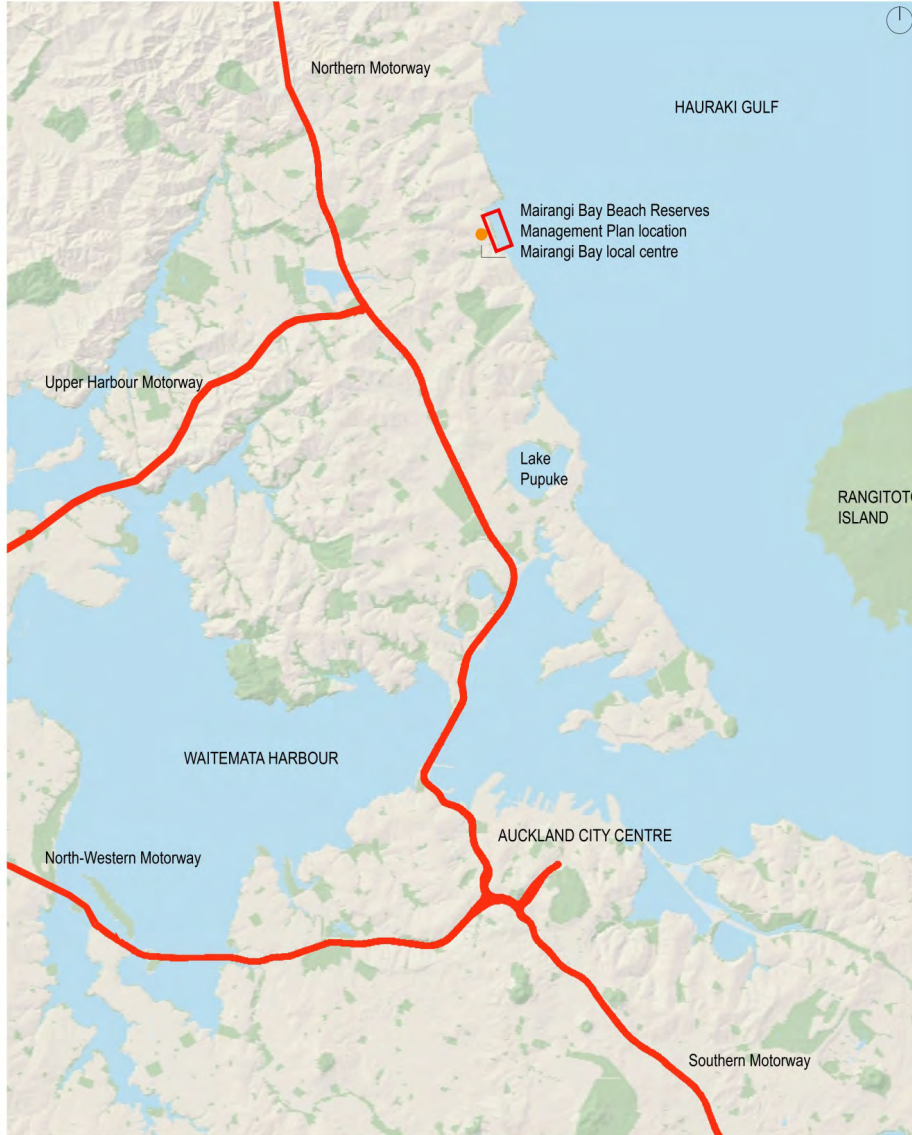 Northern Motorway
HAURAKI GULF
Mairangi Bay Beach Reserves
Management Plan location
Mairangi Bay local centre
Upper Harbour Motorway
Lake
Pupuke
RANGITOTO
ISLAND
WAITEMATA HARBOUR
AUCKLAND CITY CENTRE
North-Western Motorway
Southern Motorway